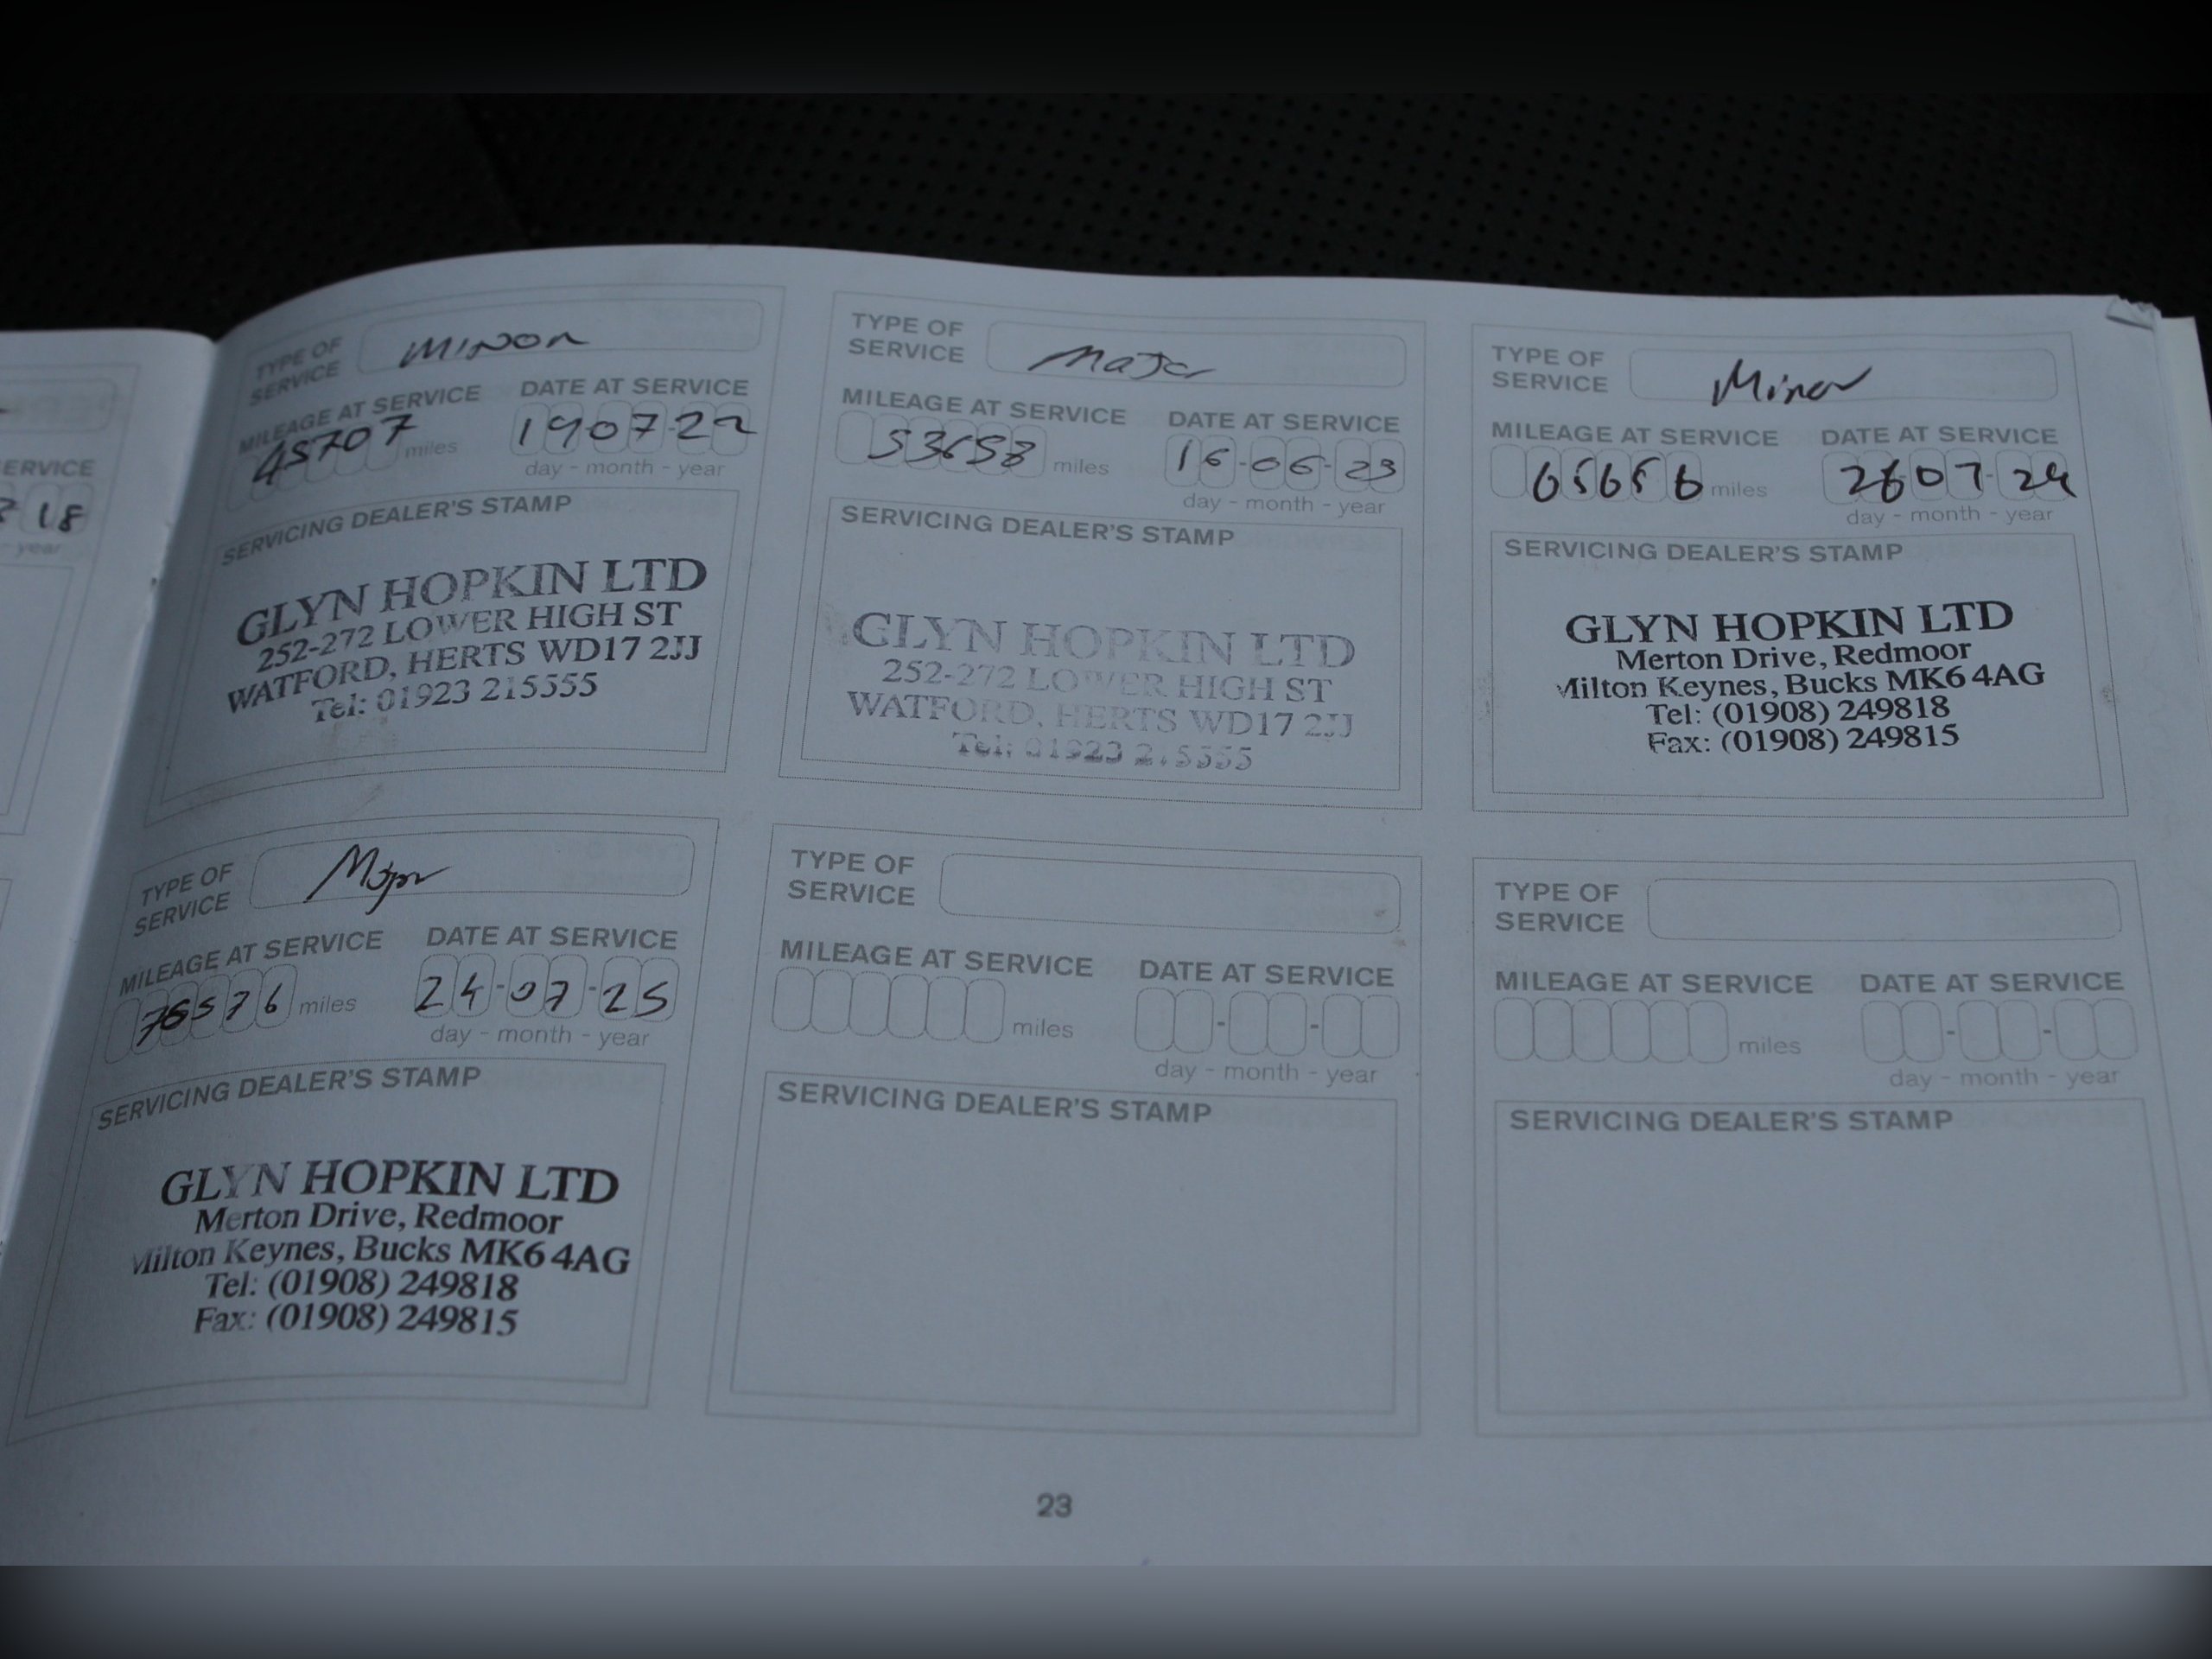 ERVICE
18
year
TYPE OF SERVICE Minor
MILEAGE AT SERVICE DATE AT SERVICE
45707 miles 190722
day - month - year
SERVICING DEALER'S STAMP
GLYN HOPKIN LTD
252-272 LOWER HIGH ST
WATFORD, HERTS WD17 2JJ
Tel: 01923 215555
TYPE OF SERVICE Major
MILEAGE AT SERVICE DATE AT SERVICE
53658 miles 16-06-23
day - month - year
SERVICING DEALER'S STAMP
GLYN HOPKIN LTD
252-272 LOWER HIGH ST
WATFORD, HERTS WD17 2JJ
Tel: 01923 215555
TYPE OF SERVICE Minor
MILEAGE AT SERVICE DATE AT SERVICE
65656 miles 2607-24
day - month - year
SERVICING DEALER'S STAMP
GLYN HOPKIN LTD
Merton Drive, Redmoor
Milton Keynes, Bucks MK6 4AG
Tel: (01908) 249818
Fax: (01908) 249815
TYPE OF SERVICE Major
MILEAGE AT SERVICE DATE AT SERVICE
76576 miles 24-07-25
day - month - year
SERVICING DEALER'S STAMP
GLYN HOPKIN LTD
Merton Drive, Redmoor
Milton Keynes, Bucks MK6 4AG
Tel: (01908) 249818
Fax: (01908) 249815
TYPE OF SERVICE
MILEAGE AT SERVICE DATE AT SERVICE
miles
day - month - year
SERVICING DEALER'S STAMP
TYPE OF SERVICE
MILEAGE AT SERVICE DATE AT SERVICE
miles
day - month - year
SERVICING DEALER'S STAMP
23